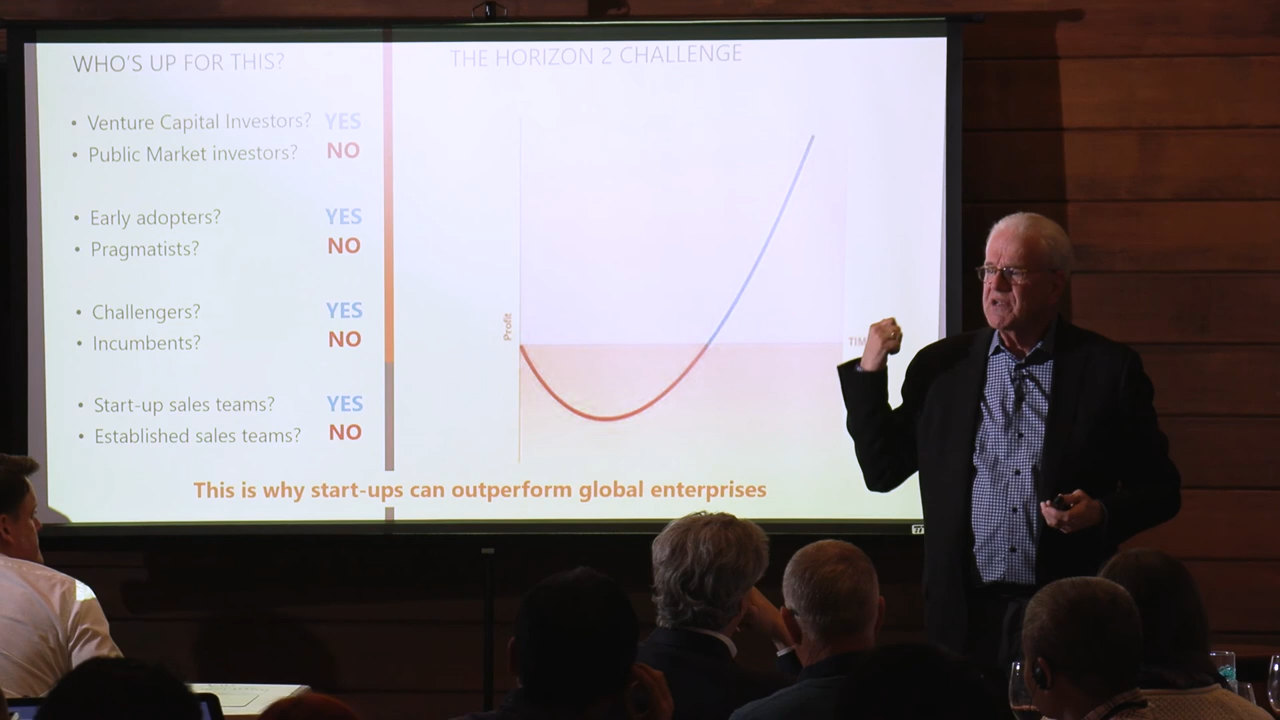 WHO'S UP FOR THIS?
• Venture Capital Investors? YES
• Public Market investors? NO
• Early adopters? YES
• Pragmatists? NO
• Challengers? YES
• Incumbents? NO
• Start-up sales teams? YES
• Established sales teams? NO
THE HORIZON 2 CHALLENGE
Profit
This is why start-ups can outperform global enterprises